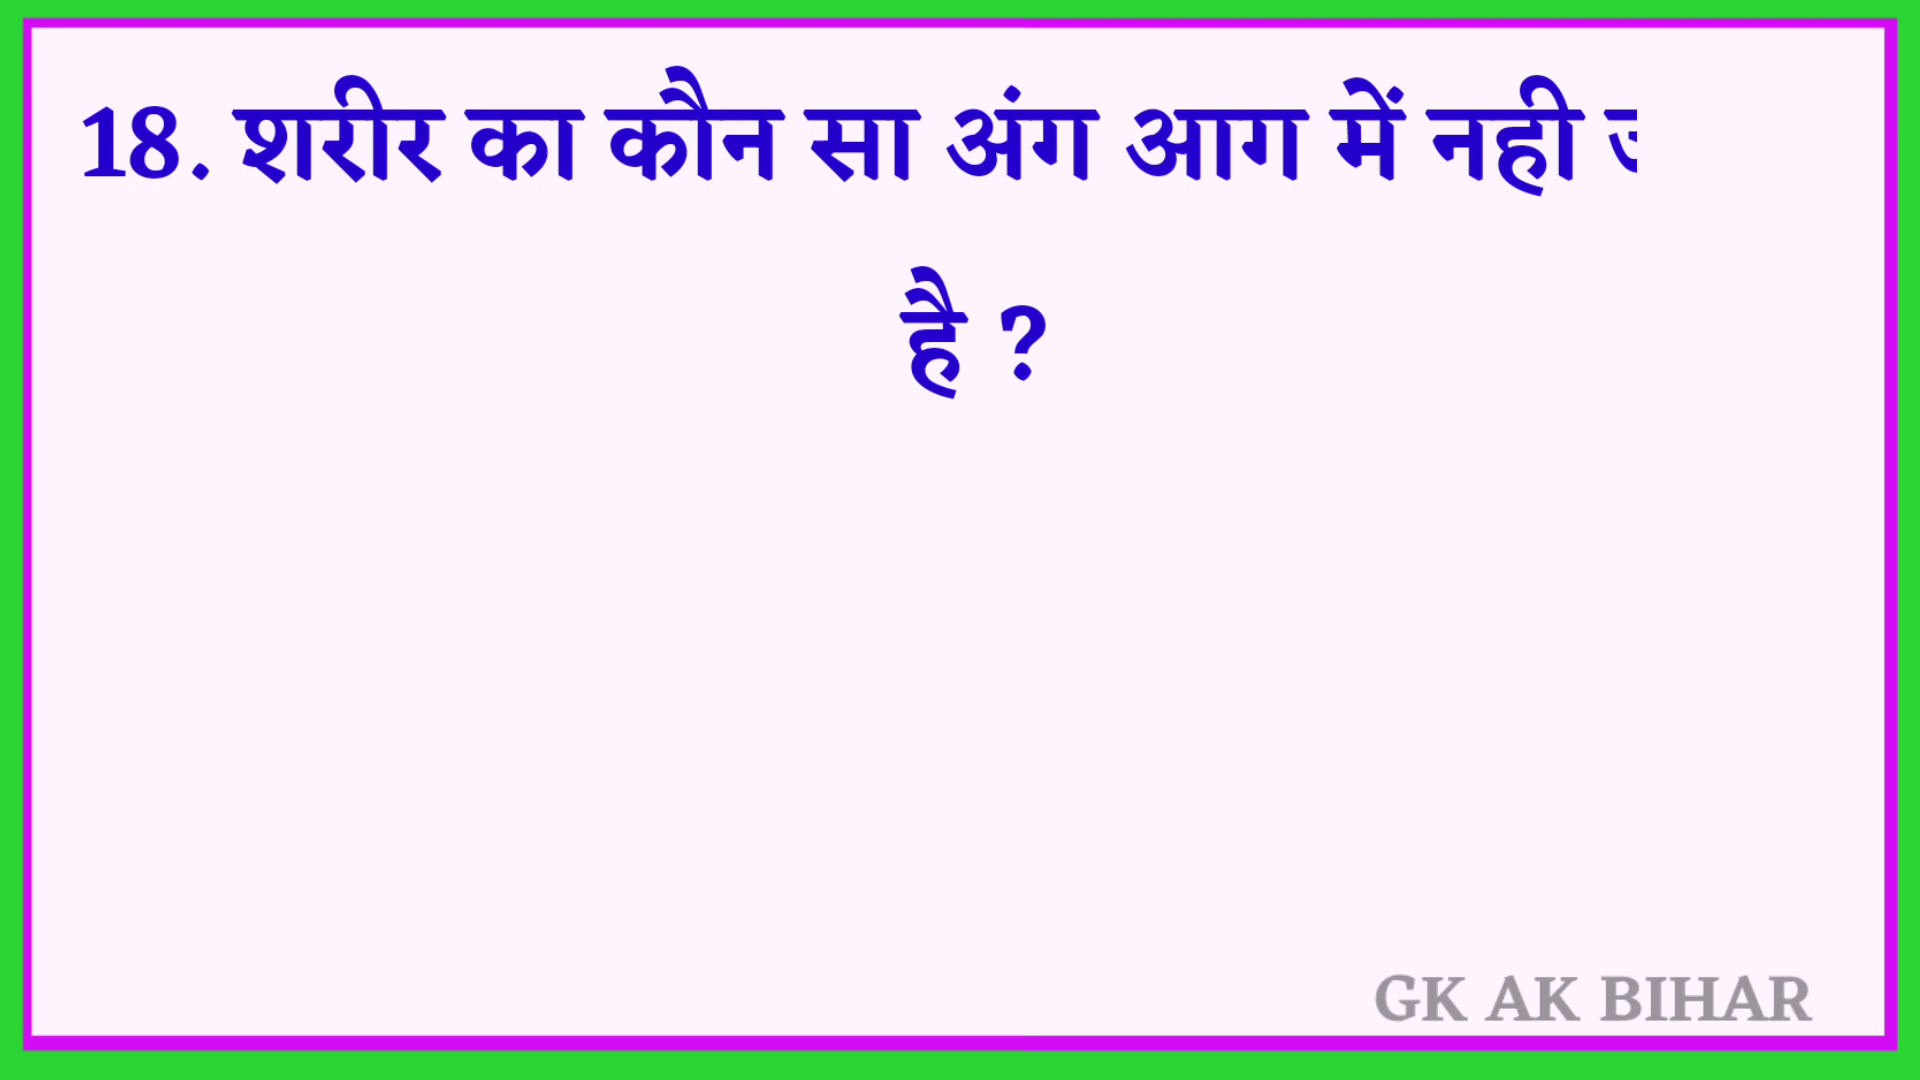 18. शरीर का कौन सा अंग आग में नही
है ?
GK AK BIHAR